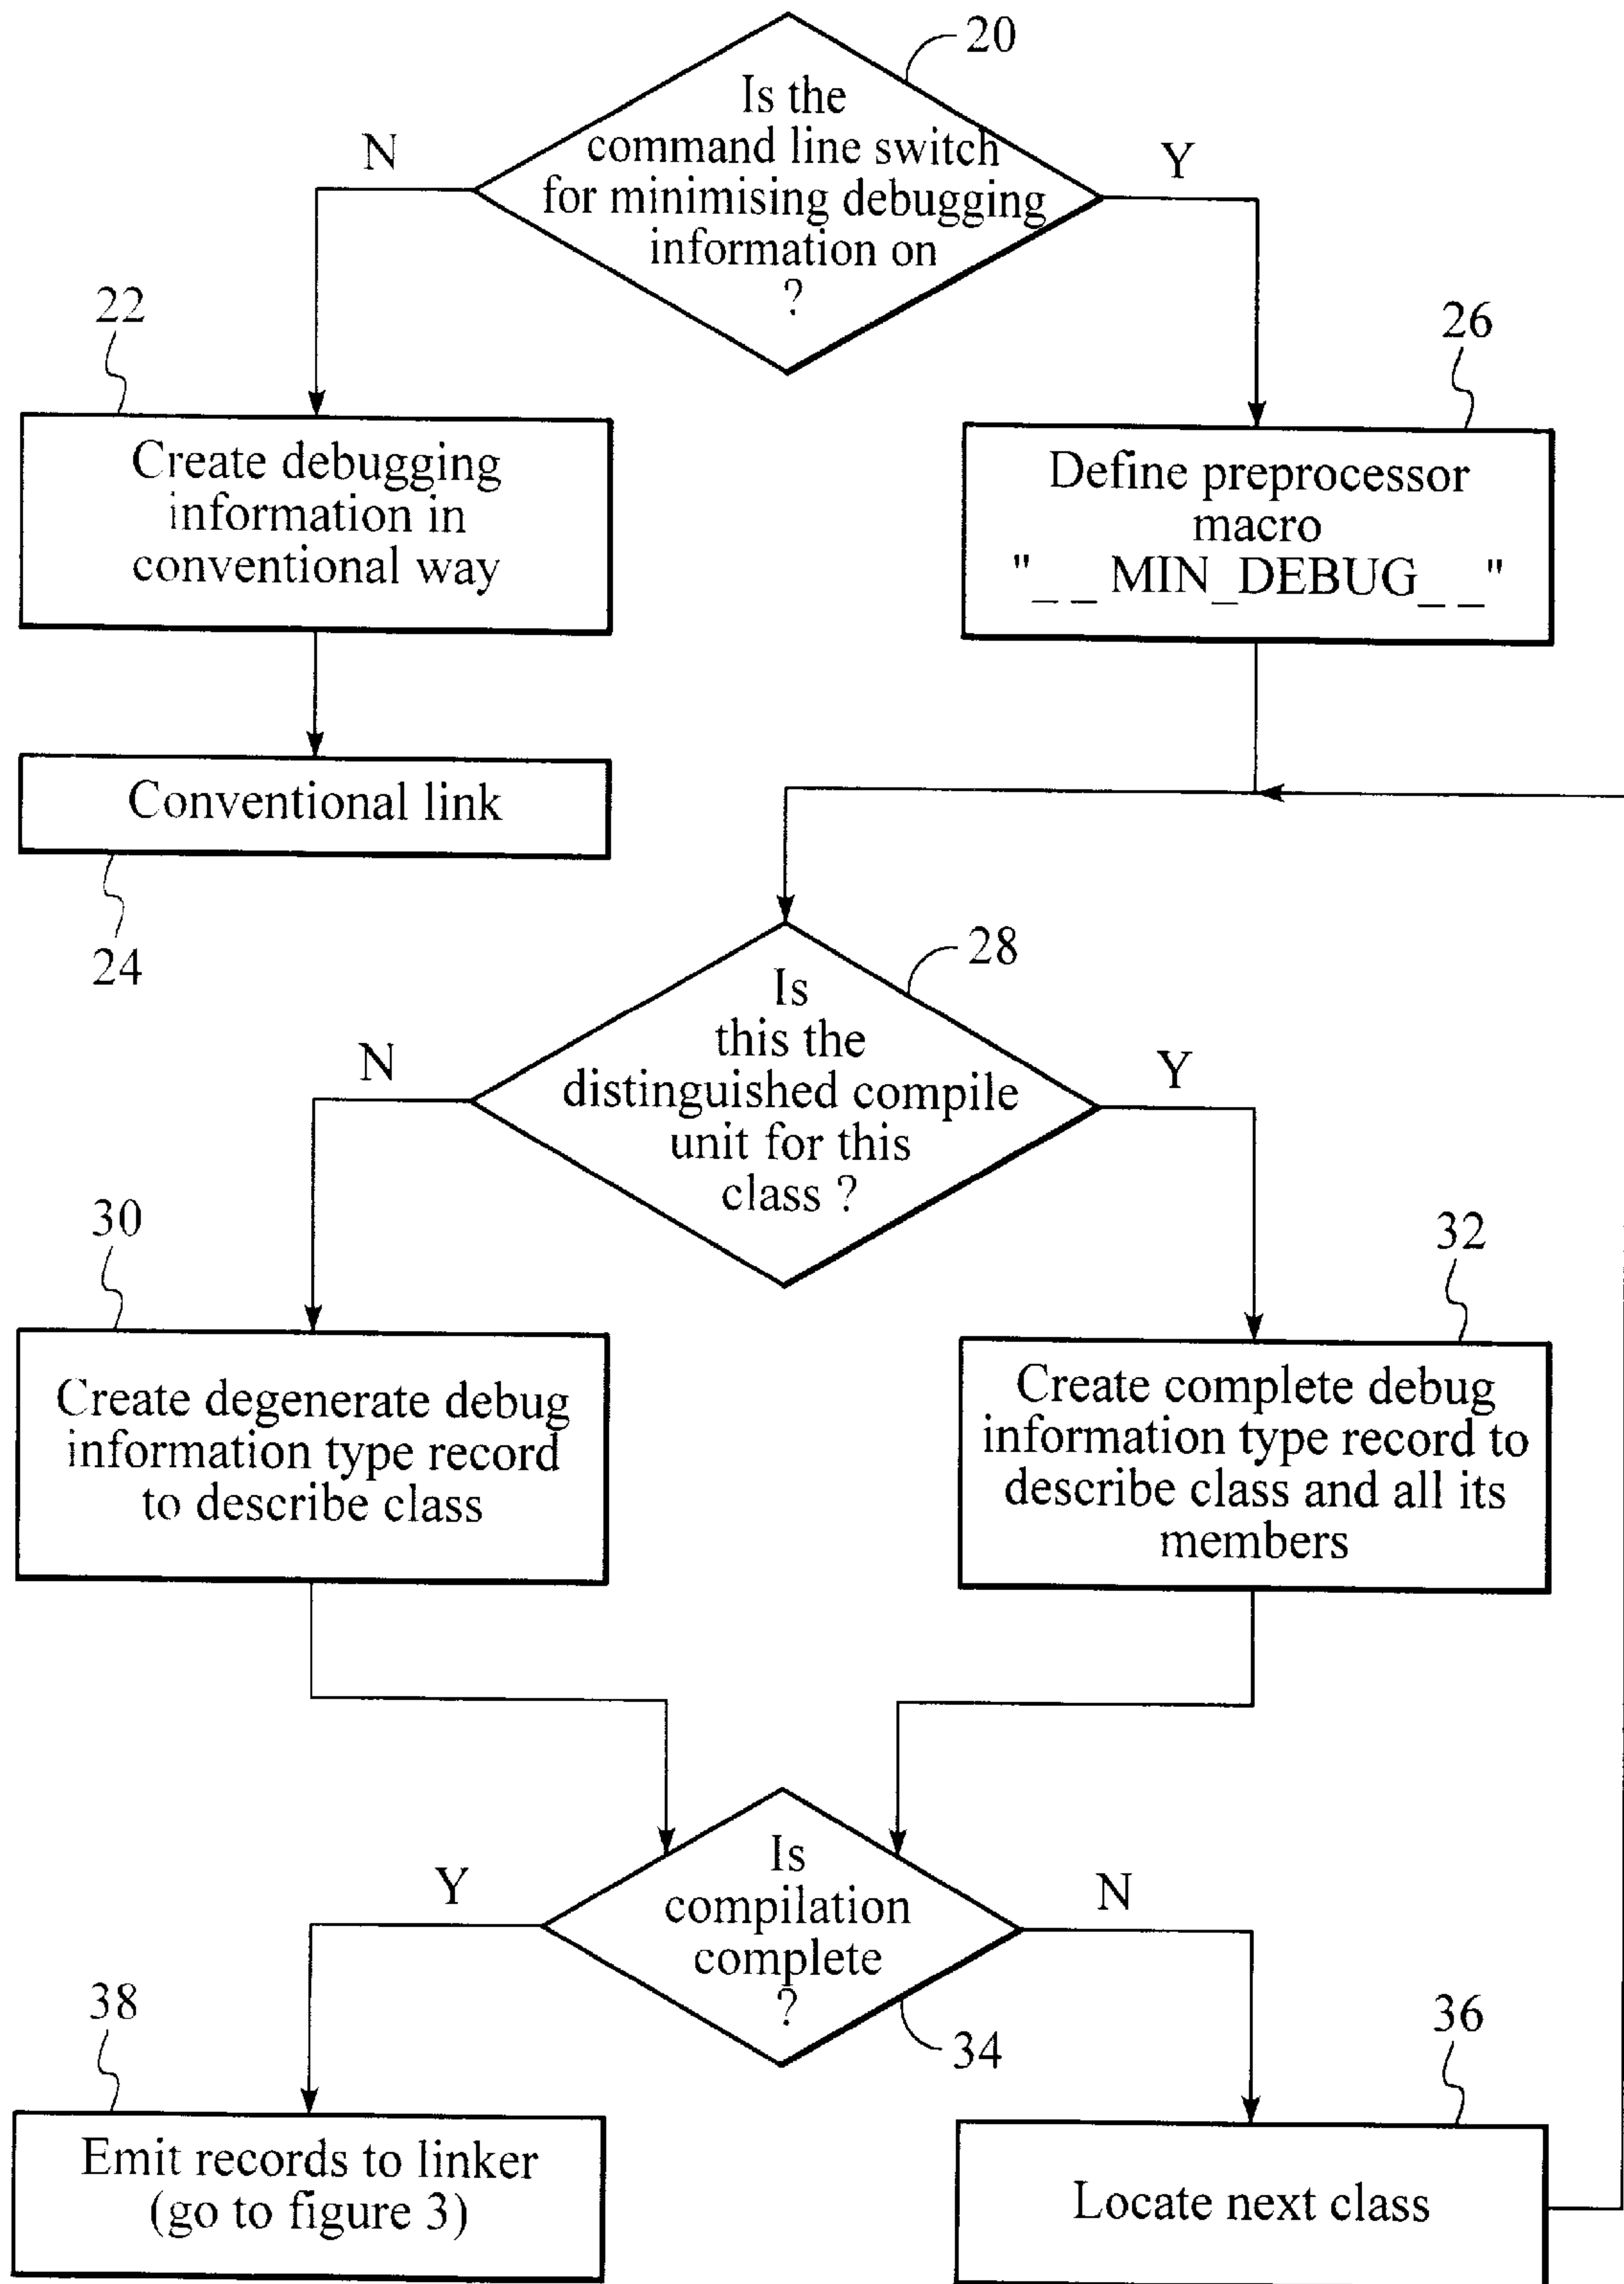 20
Is the
command line switch
for minimising debugging
information on
?
N
Y
22
Create debugging
information in
conventional way
26
Define preprocessor
macro
"_ _ MIN_DEBUG_ _"
Conventional link
24
28
Is
this the
distinguished compile
unit for this
class ?
N
Y
30
Create degenerate debug
information type record
to describe class
32
Create complete debug
information type record to
describe class and all its
members
Is
compilation
complete
?
Y
N
34
38
Emit records to linker
(go to figure 3)
36
Locate next class